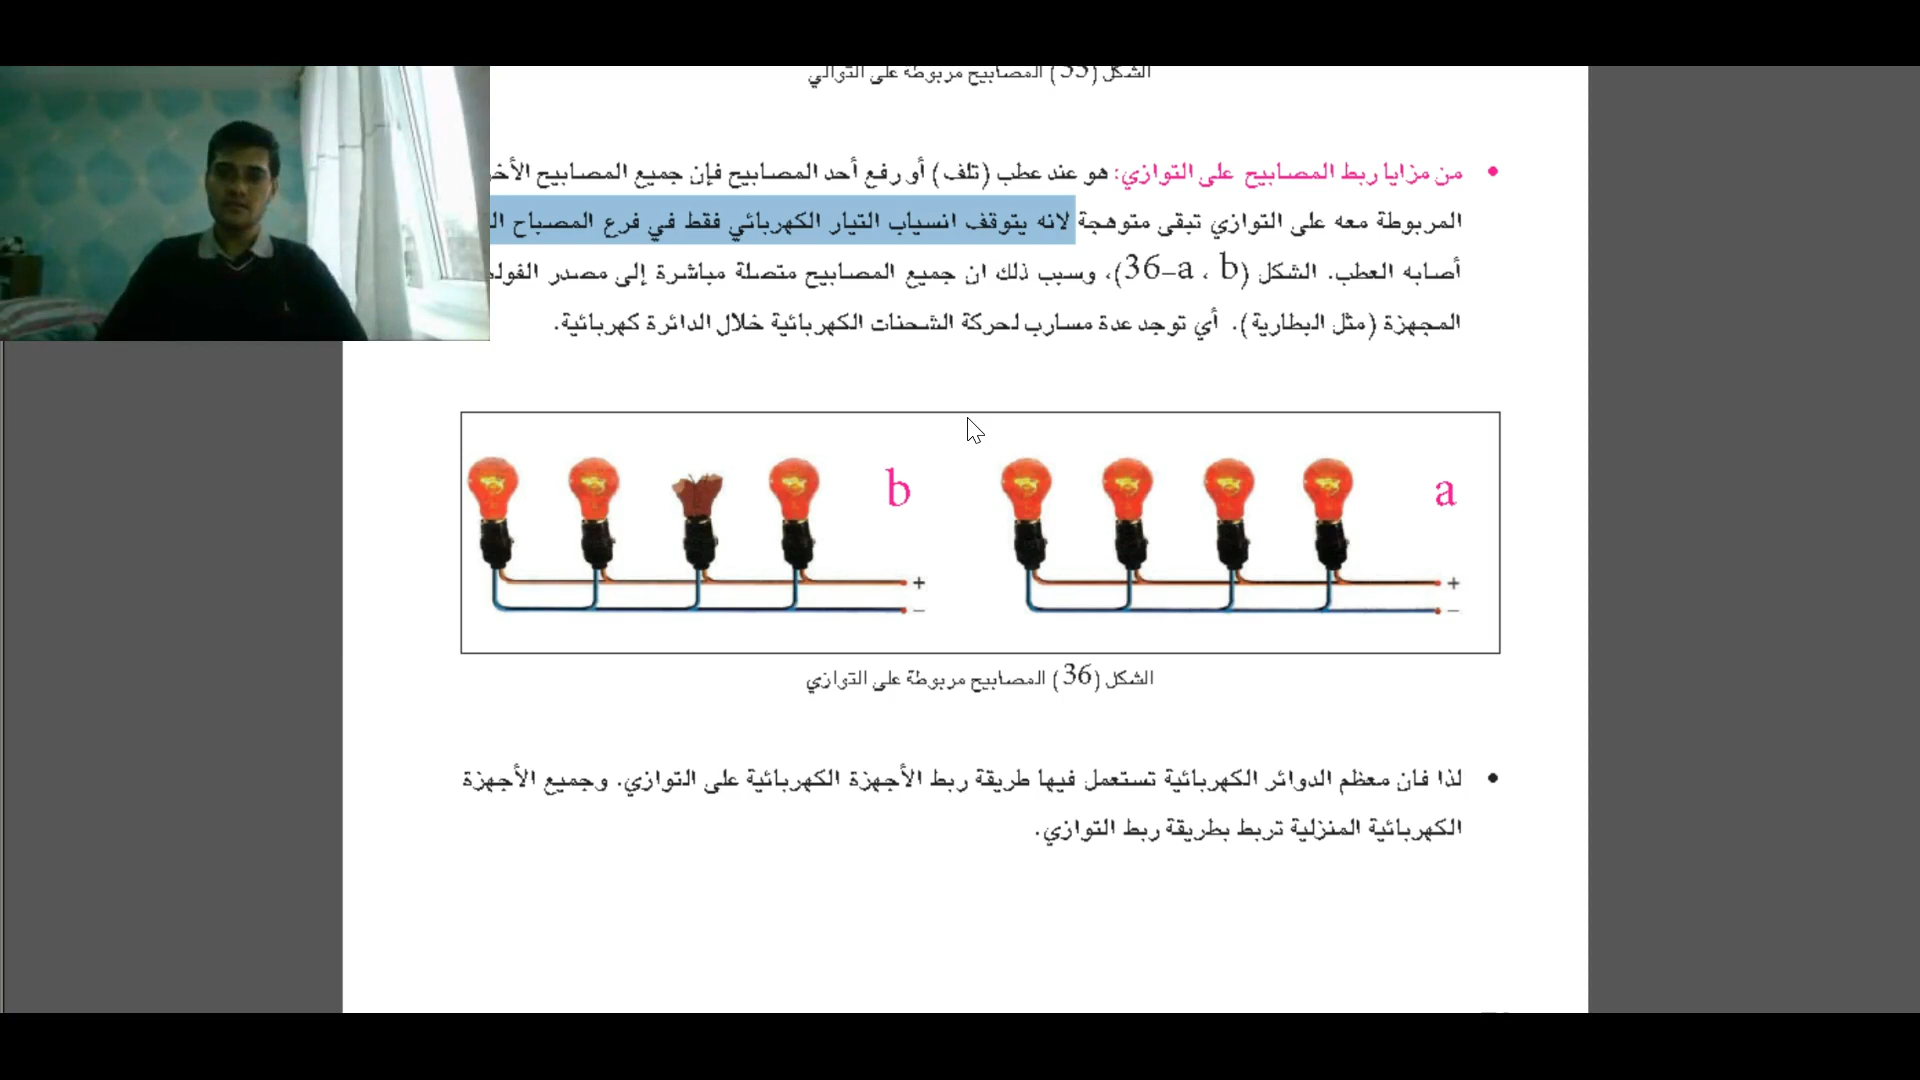 الشكل (35) المصابيح مربوطة على التوالي
• من مزايا ربط المصابيح على التوازي: هو عند عطب (تلف) أو رفع أحد المصابيح فإن جميع المصابيح
المربوطة معه على التوازي تبقى متوهجة لانه يتوقف انسياب التيار الكهربائي فقط في فرع المصباح
أصابه العطب. الشكل (36-a ، b)، وسبب ذلك ان جميع المصابيح متصلة مباشرة إلى مصدر
المجهزة (مثل البطارية). أي توجد عدة مسارب لحركة الشحنات الكهربائية خلال الدائرة كهربائية.
b a
+ +
− −
الشكل (36) المصابيح مربوطة على التوازي
• لذا فان معظم الدوائر الكهربائية تستعمل فيها طريقة ربط الأجهزة الكهربائية على التوازي. وجميع الأجهزة
الكهربائية المنزلية تربط بطريقة ربط التوازي.